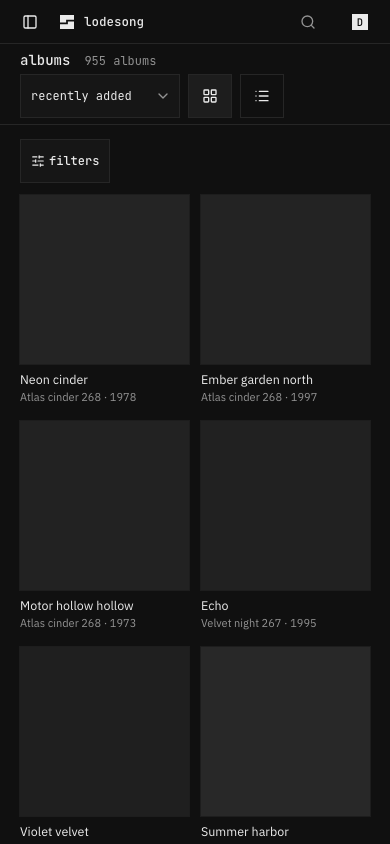 lodesong
D
albums 955 albums
recently added
filters
Neon cinder
Atlas cinder 268 · 1978
Ember garden north
Atlas cinder 268 · 1997
Motor hollow hollow
Atlas cinder 268 · 1973
Echo
Velvet night 267 · 1995
Violet velvet
Summer harbor